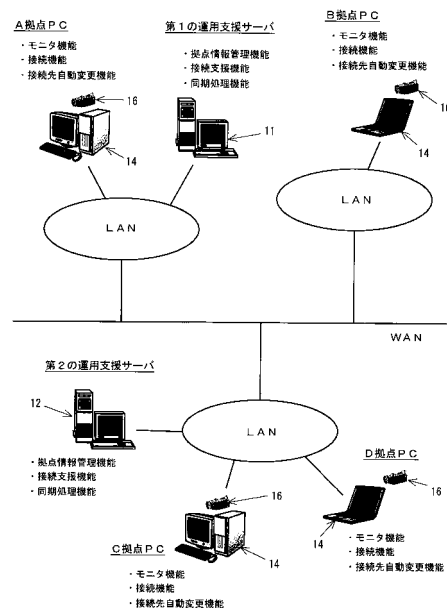 A拠点PC
・モニタ機能
・接続機能
・接続先自動変更機能
16
14
第1の運用支援サーバ
・拠点情報管理機能
・接続支援機能
・同期処理機能
11
B拠点PC
・モニタ機能
・接続機能
・接続先自動変更機能
16
14
LAN
LAN
WAN
第2の運用支援サーバ
12
・拠点情報管理機能
・接続支援機能
・同期処理機能
LAN
16
14
C拠点PC
・モニタ機能
・接続機能
・接続先自動変更機能
D拠点PC
16
14
・モニタ機能
・接続機能
・接続先自動変更機能